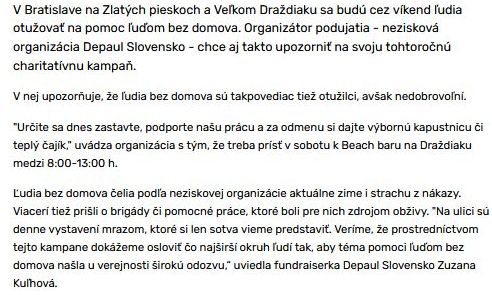 V Bratislave na Zlatých pieskoch a Veľkom Draždiaku sa budú cez víkend ľudia
otužovať na pomoc ľuďom bez domova. Organizátor podujatia - nezisková
organizácia Depaul Slovensko - chce aj takto upozorniť na svoju tohtoročnú
charitatívnu kampaň.
V nej upozorňuje, že ľudia bez domova sú takpovediac tiež otužilci, avšak nedobrovoľní.
"Určite sa dnes zastavte, podporte našu prácu a za odmenu si dajte výbornú kapustnicu či
teplý čajík," uvádza organizácia s tým, že treba prísť v sobotu k Beach baru na Draždiaku
medzi 8:00-13:00 h.
Ľudia bez domova čelia podľa neziskovej organizácie aktuálne zime i strachu z nákazy.
Viacerí tiež prišli o brigády či pomocné práce, ktoré boli pre nich zdrojom obživy. "Na ulici sú
denne vystavení mrazom, ktoré si len sotva vieme predstaviť. Veríme, že prostredníctvom
tejto kampane dokážeme osloviť čo najširší okruh ľudí tak, aby téma pomoci ľuďom bez
domova našla u verejnosti širokú odozvu," uviedla fundraiserka Depaul Slovensko Zuzana
Kuľhová.